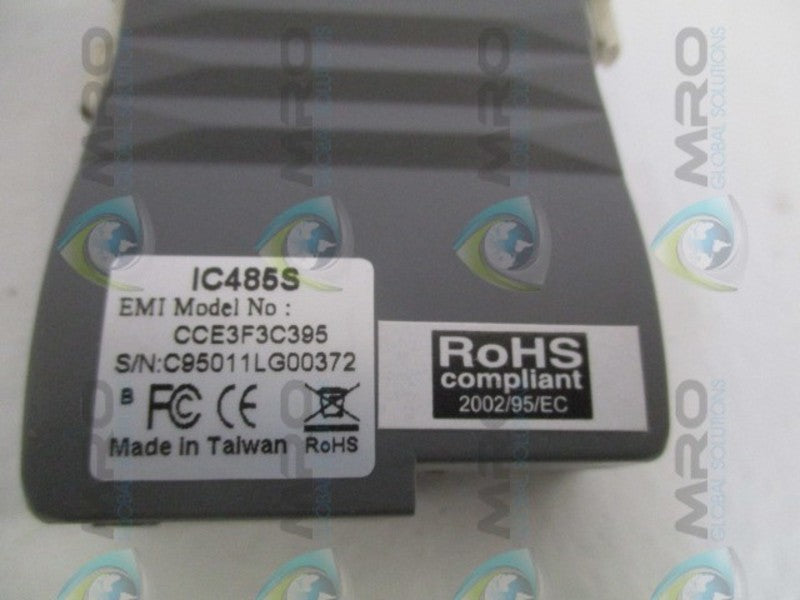 IC485S
EMI Model No :
CCE3F3C395
S/N:C95011LG00372
B FC CE
Made in Taiwan RoHS
RoHS
compliant
2002/95/EC
MRO
GLOBAL SOLUTIONS